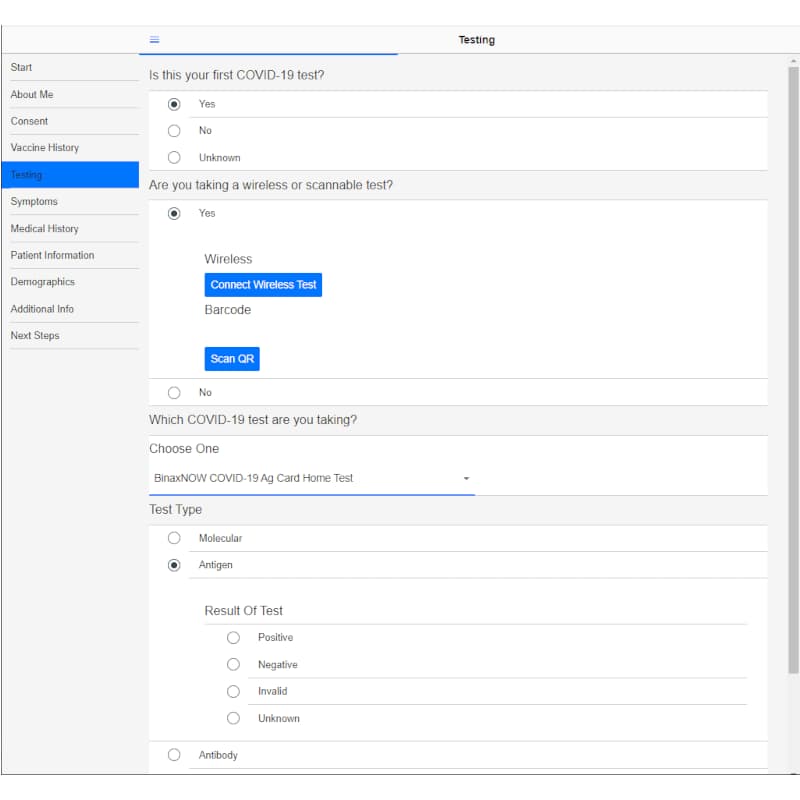 Testing
Start
About Me
Consent
Vaccine History
Testing
Symptoms
Medical History
Patient Information
Demographics
Additional Info
Next Steps
Is this your first COVID-19 test?
Yes
No
Unknown
Are you taking a wireless or scannable test?
Yes
Wireless
Connect Wireless Test
Barcode
Scan QR
No
Which COVID-19 test are you taking?
Choose One
BinaxNOW COVID-19 Ag Card Home Test
Test Type
Molecular
Antigen
Result Of Test
Positive
Negative
Invalid
Unknown
Antibody